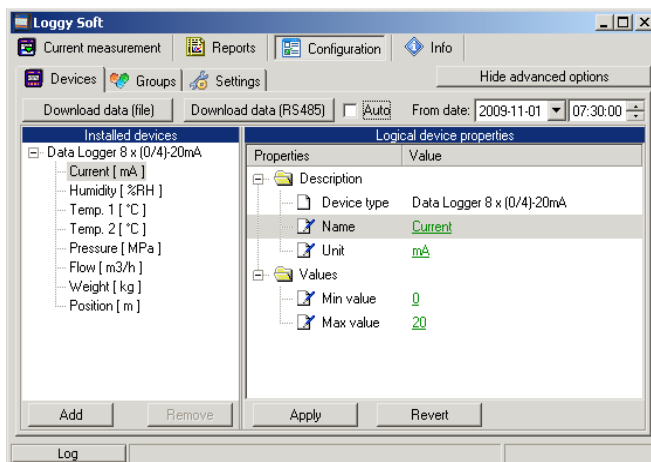 Loggy Soft
Current measurement Reports Configuration Info
Devices Groups Settings Hide advanced options
Download data (file) Download data (RS485) Auto From date: 2009-11-01 07:30:00
Installed devices Logical device properties
Data Logger 8 x (0/4)-20mA Properties Value
Current [ mA ] Description
Humidity [ %RH ] Device type Data Logger 8 x (0/4)-20mA
Temp. 1 [ °C ] Name Current
Temp. 2 [ °C ] Unit mA
Pressure [ MPa ] Values
Flow [ m3/h ] Min value 0
Weight [ kg ] Max value 20
Position [ m ]
Add Remove Apply Revert
Log